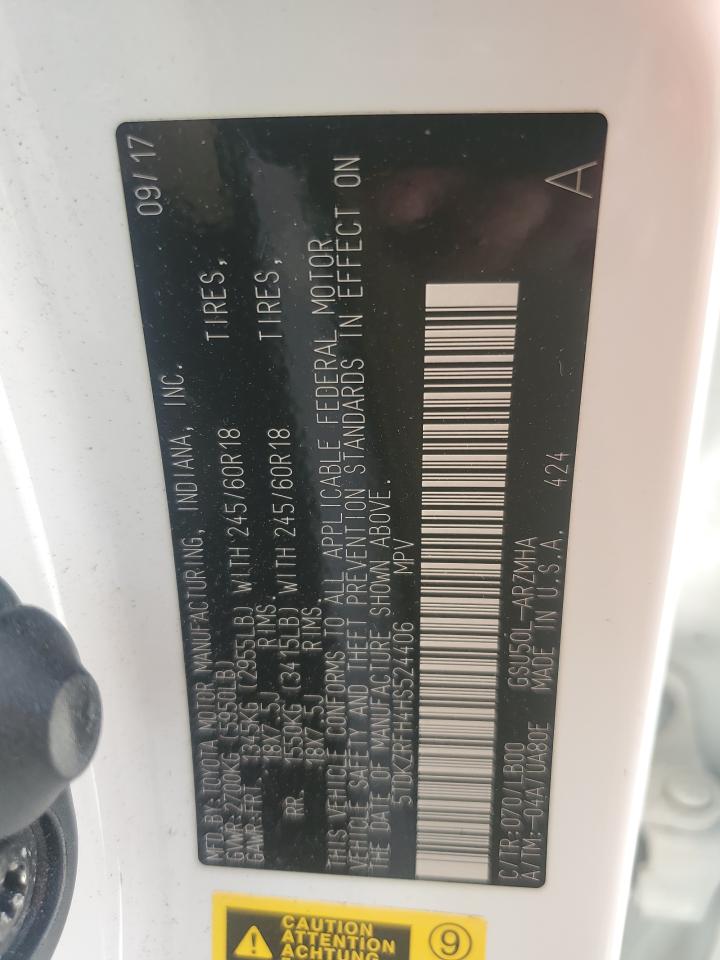 09/17
MFD.BY:TOYOTA MOTOR MANUFACTURING, INDIANA, INC.
GVWR:2700KG(5950LB)
GAWR:FRT. 1345KG (2955LB) WITH 245/60R18 TIRES,
18X7.5J RIMS.
RR. 1550KG (3415LB) WITH 245/60R18 TIRES,
18X7.5J RIMS.
THIS VEHICLE CONFORMS TO ALL APPLICABLE FEDERAL MOTOR
VEHICLE SAFETY AND THEFT PREVENTION STANDARDS IN EFFECT ON
THE DATE OF MANUFACTURE SHOWN ABOVE.
5TDKZRFH4HS524406 MPV
C/TR:070/LB00 GSU50L-ARZMHA
A/TM:-04A/UA80E MADE IN U.S.A. 424
A
CAUTION
ATTENTION
ACHTUNG
9